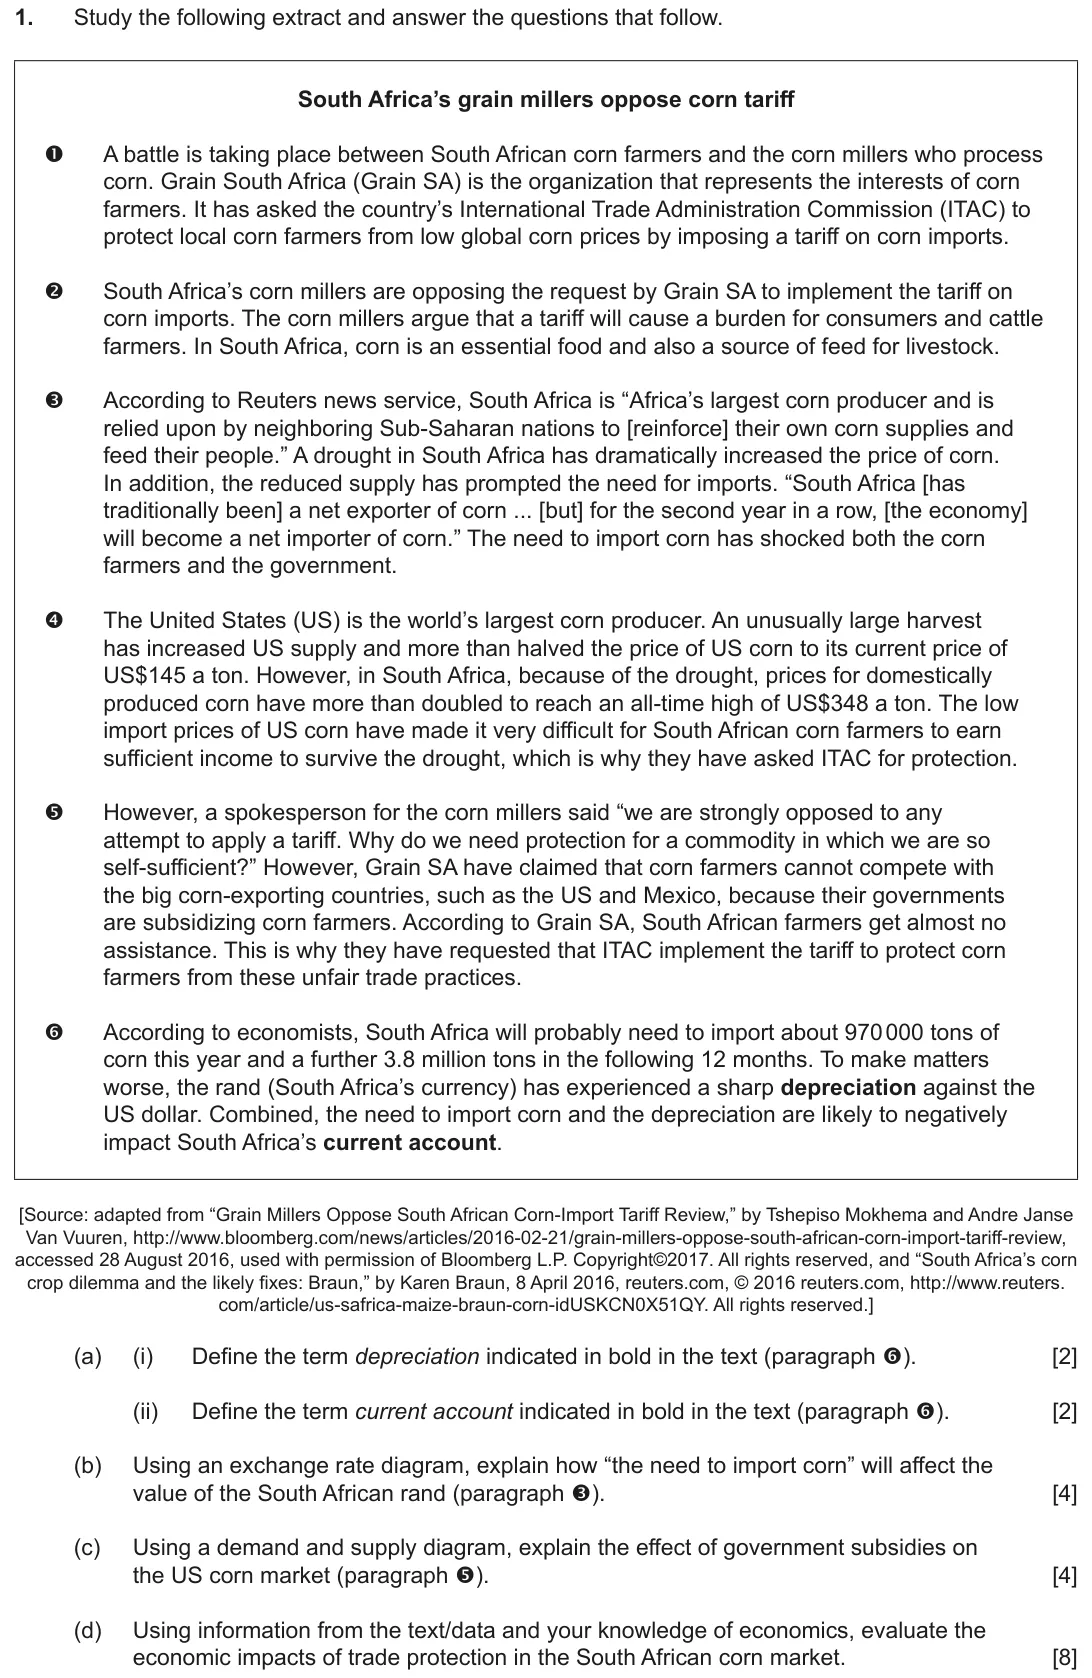 1. Study the following extract and answer the questions that follow.
South Africa’s grain millers oppose corn tariff
❶ A battle is taking place between South African corn farmers and the corn millers who process
corn. Grain South Africa (Grain SA) is the organization that represents the interests of corn
farmers. It has asked the country’s International Trade Administration Commission (ITAC) to
protect local corn farmers from low global corn prices by imposing a tariff on corn imports.
❷ South Africa’s corn millers are opposing the request by Grain SA to implement the tariff on
corn imports. The corn millers argue that a tariff will cause a burden for consumers and cattle
farmers. In South Africa, corn is an essential food and also a source of feed for livestock.
❸ According to Reuters news service, South Africa is “Africa’s largest corn producer and is
relied upon by neighboring Sub-Saharan nations to [reinforce] their own corn supplies and
feed their people.” A drought in South Africa has dramatically increased the price of corn.
In addition, the reduced supply has prompted the need for imports. “South Africa [has
traditionally been] a net exporter of corn ... [but] for the second year in a row, [the economy]
will become a net importer of corn.” The need to import corn has shocked both the corn
farmers and the government.
❹ The United States (US) is the world’s largest corn producer. An unusually large harvest
has increased US supply and more than halved the price of US corn to its current price of
US$145 a ton. However, in South Africa, because of the drought, prices for domestically
produced corn have more than doubled to reach an all-time high of US$348 a ton. The low
import prices of US corn have made it very difficult for South African corn farmers to earn
sufficient income to survive the drought, which is why they have asked ITAC for protection.
❺ However, a spokesperson for the corn millers said “we are strongly opposed to any
attempt to apply a tariff. Why do we need protection for a commodity in which we are so
self-sufficient?” However, Grain SA have claimed that corn farmers cannot compete with
the big corn-exporting countries, such as the US and Mexico, because their governments
are subsidizing corn farmers. According to Grain SA, South African farmers get almost no
assistance. This is why they have requested that ITAC implement the tariff to protect corn
farmers from these unfair trade practices.
❻ According to economists, South Africa will probably need to import about 970 000 tons of
corn this year and a further 3.8 million tons in the following 12 months. To make matters
worse, the rand (South Africa’s currency) has experienced a sharp depreciation against the
US dollar. Combined, the need to import corn and the depreciation are likely to negatively
impact South Africa’s current account.
[Source: adapted from “Grain Millers Oppose South African Corn-Import Tariff Review,” by Tshepiso Mokhema and Andre Janse
Van Vuuren, http://www.bloomberg.com/news/articles/2016-02-21/grain-millers-oppose-south-african-corn-import-tariff-review,
accessed 28 August 2016, used with permission of Bloomberg L.P. Copyright©2017. All rights reserved, and “South Africa’s corn
crop dilemma and the likely fixes: Braun,” by Karen Braun, 8 April 2016, reuters.com, © 2016 reuters.com, http://www.reuters.
com/article/us-safrica-maize-braun-corn-idUSKCN0X51QY. All rights reserved.]
(a) (i) Define the term depreciation indicated in bold in the text (paragraph ❻). [2]
(ii) Define the term current account indicated in bold in the text (paragraph ❻). [2]
(b) Using an exchange rate diagram, explain how “the need to import corn” will affect the
value of the South African rand (paragraph ❸). [4]
(c) Using a demand and supply diagram, explain the effect of government subsidies on
the US corn market (paragraph ❺). [4]
(d) Using information from the text/data and your knowledge of economics, evaluate the
economic impacts of trade protection in the South African corn market. [8]